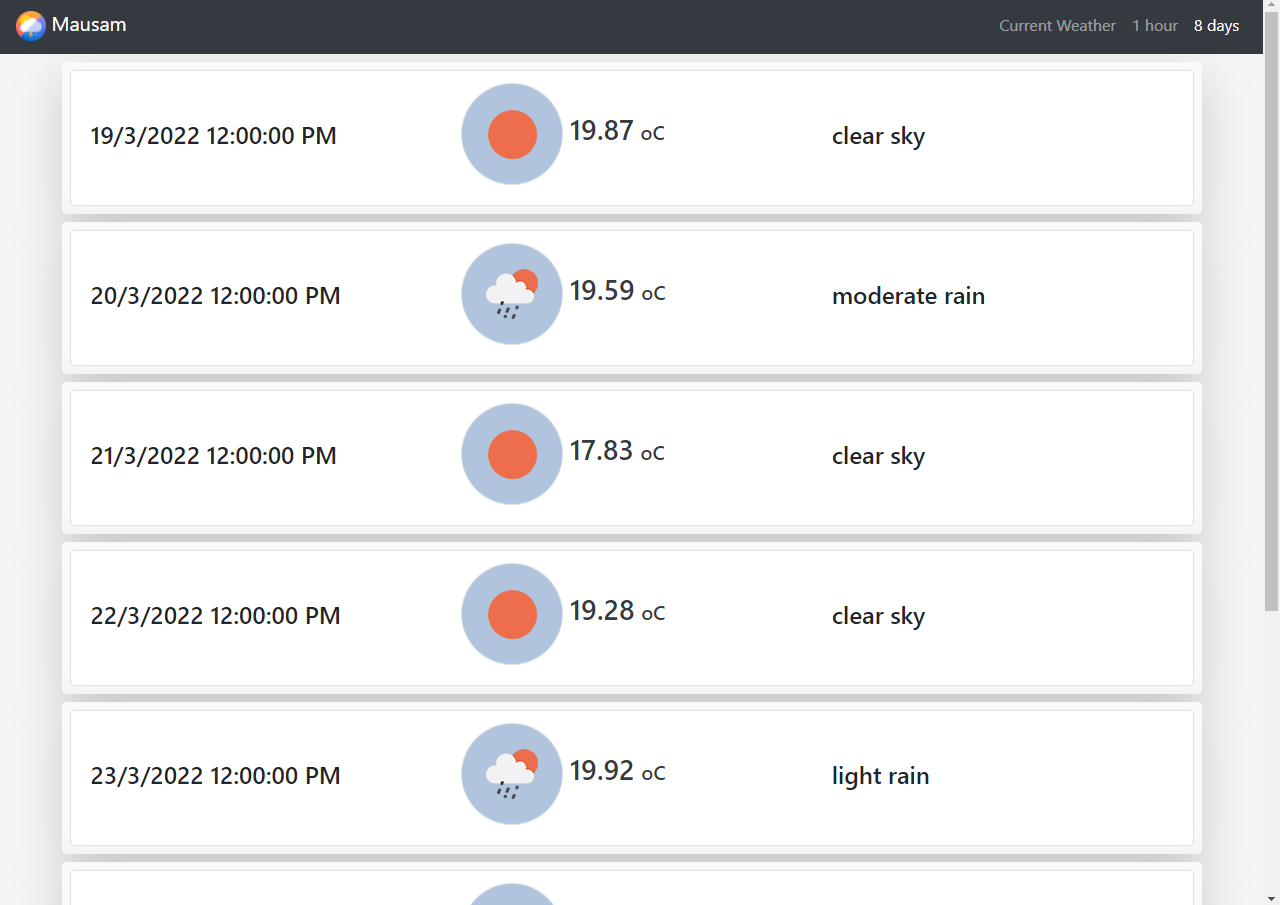 Mausam
Current Weather 1 hour 8 days
19/3/2022 12:00:00 PM 19.87 oC clear sky
20/3/2022 12:00:00 PM 19.59 oC moderate rain
21/3/2022 12:00:00 PM 17.83 oC clear sky
22/3/2022 12:00:00 PM 19.28 oC clear sky
23/3/2022 12:00:00 PM 19.92 oC light rain